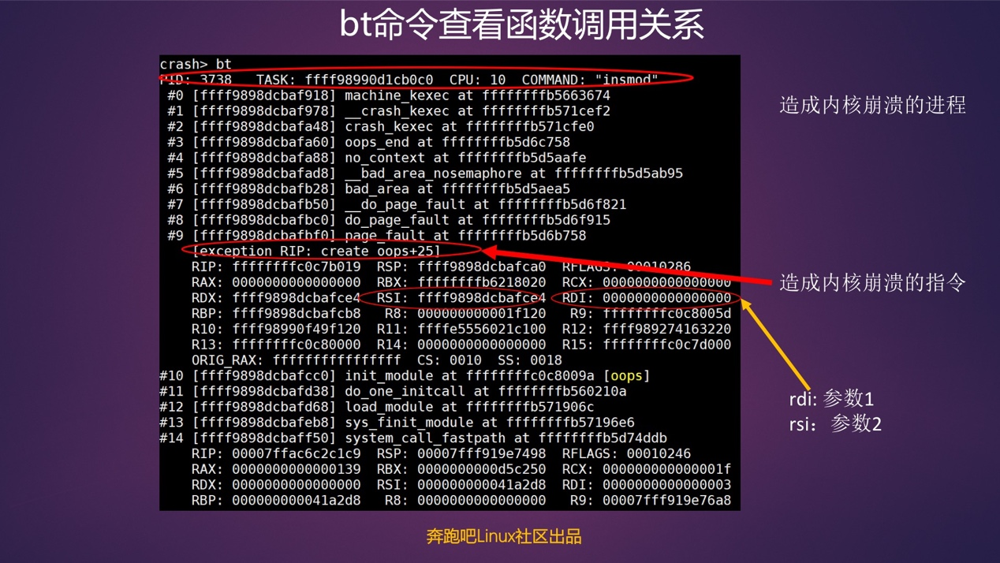 bt命令查看函数调用关系
crash> bt
PID: 3738 TASK: ffff98990d1cb0c0 CPU: 10 COMMAND: "insmod"
#0 [ffff9898dcbaf918] machine_kexec at ffffffffb5663674
#1 [ffff9898dcbaf978] __crash_kexec at ffffffffb571cef2
#2 [ffff9898dcbafa48] crash_kexec at ffffffffb571cfe0
#3 [ffff9898dcbafa60] oops_end at ffffffffb5d6c758
#4 [ffff9898dcbafa88] no_context at ffffffffb5d5aafe
#5 [ffff9898dcbafad8] __bad_area_nosemaphore at ffffffffb5d5ab95
#6 [ffff9898dcbafb28] bad_area at ffffffffb5d5aea5
#7 [ffff9898dcbafb50] __do_page_fault at ffffffffb5d6f821
#8 [ffff9898dcbafbc0] do_page_fault at ffffffffb5d6f915
#9 [ffff9898dcbafbf0] page_fault at ffffffffb5d6b758
[exception RIP: create_oops+25]
RIP: ffffffffc0c7b019 RSP: ffff9898dcbafca0 RFLAGS: 00010286
RAX: 0000000000000000 RBX: ffffffffb6218020 RCX: 0000000000000000
RDX: ffff9898dcbafce4 RSI: ffff9898dcbafce4 RDI: 0000000000000000
RBP: ffff9898dcbafcb8 R8: 000000000001f120 R9: ffffffffc0c8005d
R10: ffff98990f49f120 R11: ffffe5556021c100 R12: ffff989274163220
R13: ffffffffc0c80000 R14: 0000000000000000 R15: ffffffffc0c7d000
ORIG_RAX: ffffffffffffffff CS: 0010 SS: 0018
#10 [ffff9898dcbafcc0] init_module at ffffffffc0c8009a [oops]
#11 [ffff9898dcbafd38] do_one_initcall at ffffffffb560210a
#12 [ffff9898dcbafd68] load_module at ffffffffb571906c
#13 [ffff9898dcbafeb8] sys_finit_module at ffffffffb57196e6
#14 [ffff9898dcbaff50] system_call_fastpath at ffffffffb5d74ddb
RIP: 00007ffac6c2c1c9 RSP: 00007fff919e7498 RFLAGS: 00010246
RAX: 0000000000000139 RBX: 0000000000d5c250 RCX: 000000000000001f
RDX: 0000000000000000 RSI: 000000000041a2d8 RDI: 0000000000000003
RBP: 000000000041a2d8 R8: 0000000000000000 R9: 00007fff919e76a8
造成内核崩溃的进程
造成内核崩溃的指令
rdi: 参数1
rsi： 参数2
奔跑吧Linux社区出品